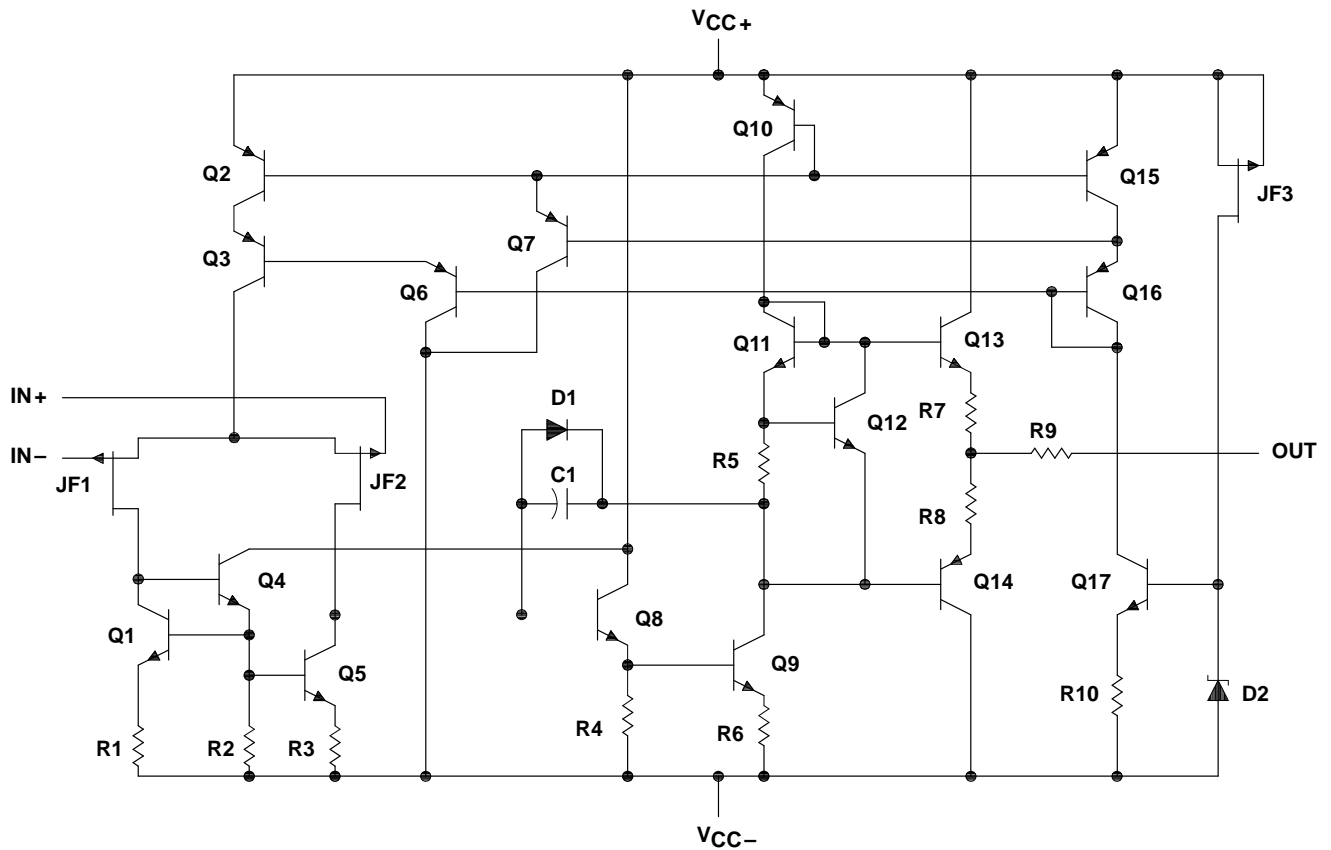 VCC+
Q10
Q2
Q15
JF3
Q7
Q3
Q6
Q16
Q11
Q13
IN+
D1
Q12
R7
R9
IN−
OUT
JF1
JF2
R5
C1
R8
Q4
Q14
Q17
Q1
Q8
Q5
Q9
R10
D2
R1
R2
R3
R4
R6
VCC−